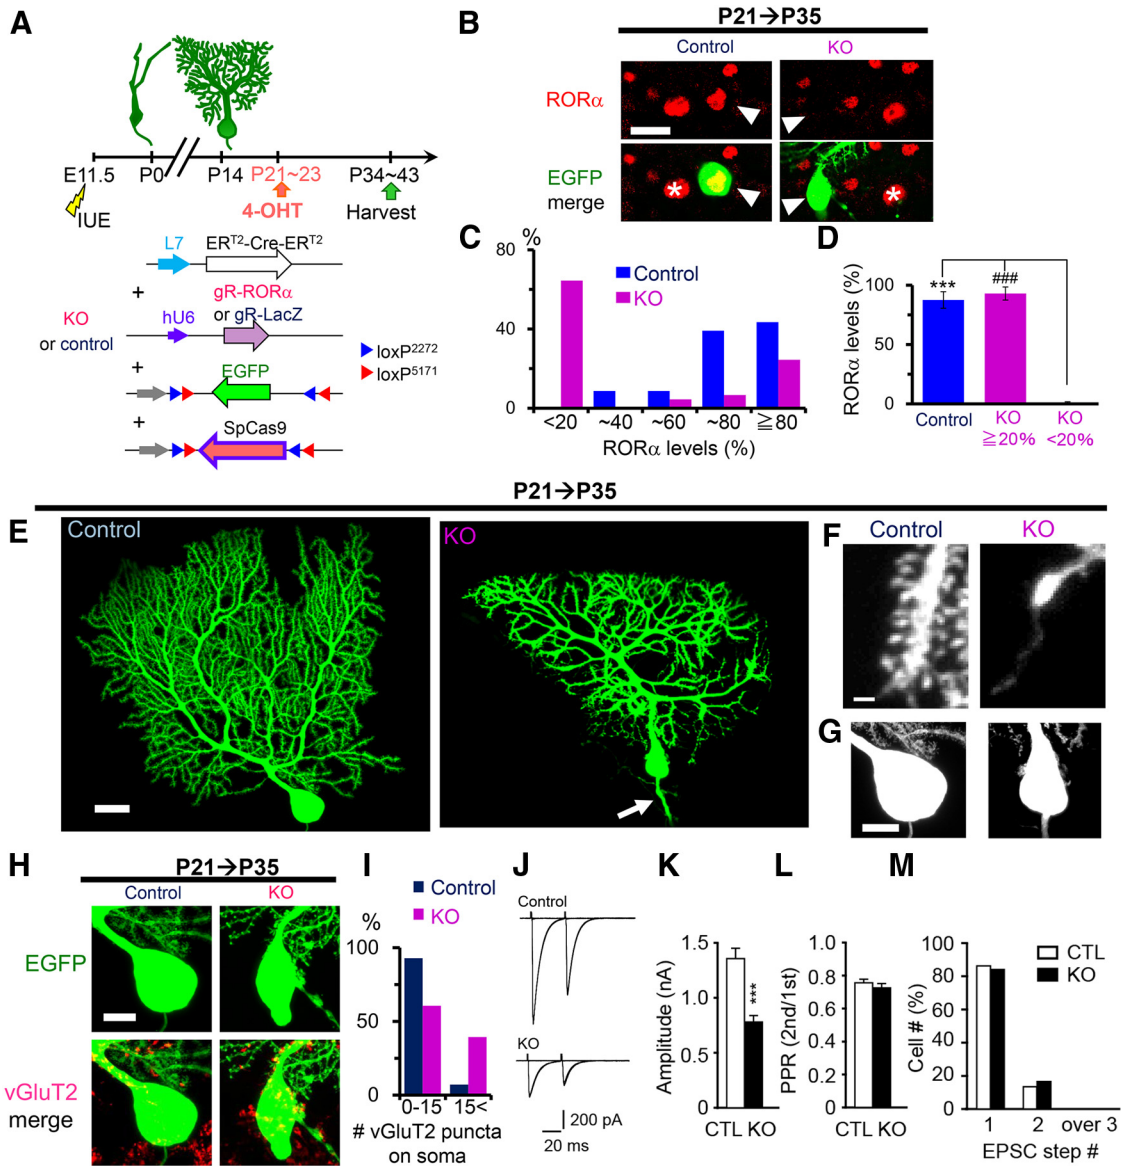 A
E11.5
P0
P14
P21~23
P34~43
IUE
4-OHT
Harvest
L7
ERT2-Cre-ERT2
+
gR-RORα
or gR-LacZ
KO
or control
hU6
loxP2272
loxP5171
+
EGFP
+
SpCas9
B
P21→P35
Control
KO
RORα
EGFP
merge
*
*
C
%
80
40
0
Control
KO
<20
~40
~60
~80
≧80
RORα levels (%)
D
RORα levels (%)
100
50
0
***
###
Control
KO
≧20%
KO
<20%
P21→P35
E
Control
KO
F
Control
KO
G
H
P21→P35
Control
KO
EGFP
vGluT2
merge
I
Control
KO
%
100
50
0
0-15
15<
# vGluT2 puncta
on soma
J
Control
KO
200 pA
20 ms
K
Amplitude (nA)
1.5
1.0
0.5
0
***
CTL KO
L
PPR (2nd/1st)
1.0
0.8
0.6
0.4
0.2
0
CTL KO
M
Cell # (%)
100
80
60
40
20
0
CTL
KO
1
2
over 3
EPSC step #